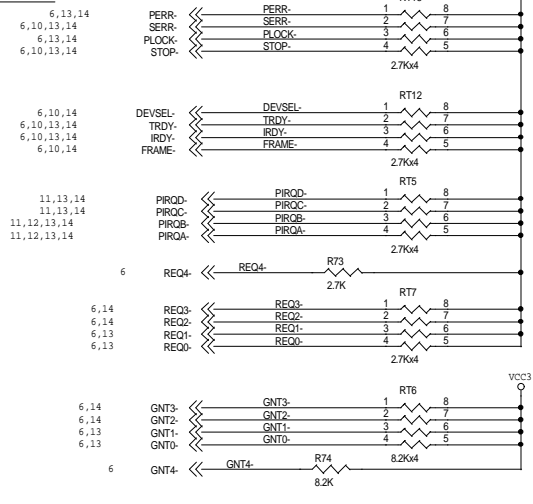 6,13,14 PERR- PERR- 1 8
6,10,13,14 SERR- SERR- 2 7
6,13,14 PLOCK- PLOCK- 3 6
6,10,13,14 STOP- STOP- 4 5
2.7Kx4
RT12
6,10,14 DEVSEL- DEVSEL- 1 8
6,10,13,14 TRDY- TRDY- 2 7
6,10,13,14 IRDY- IRDY- 3 6
6,10,14 FRAME- FRAME- 4 5
2.7Kx4
RT5
11,13,14 PIRQD- PIRQD- 1 8
11,13,14 PIRQC- PIRQC- 2 7
11,12,13,14 PIRQB- PIRQB- 3 6
11,12,13,14 PIRQA- PIRQA- 4 5
2.7Kx4
6 REQ4- REQ4- R73
2.7K
RT7
6,14 REQ3- REQ3- 1 8
6,14 REQ2- REQ2- 2 7
6,13 REQ1- REQ1- 3 6
6,13 REQ0- REQ0- 4 5
2.7Kx4
VCC3
RT6
6,14 GNT3- GNT3- 1 8
6,14 GNT2- GNT2- 2 7
6,13 GNT1- GNT1- 3 6
6,13 GNT0- GNT0- 4 5
8.2Kx4
6 GNT4- GNT4- R74
8.2K